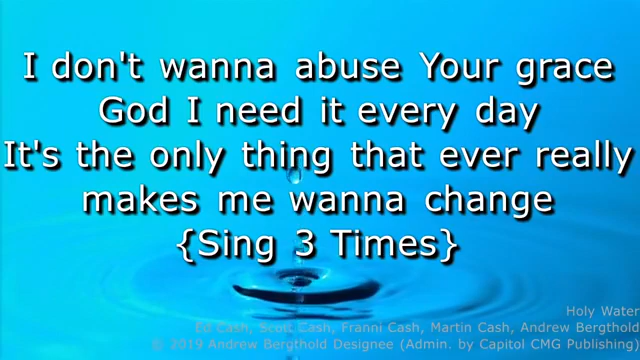 I don't wanna abuse Your grace
God I need it every day
It's the only thing that ever really
makes me wanna change
{Sing 3 Times}
Holy Water
Ed Cash, Scott Cash, Franni Cash, Martin Cash, Andrew Bergthold
© 2019 Andrew Bergthold Designee (Admin. by Capitol CMG Publishing)